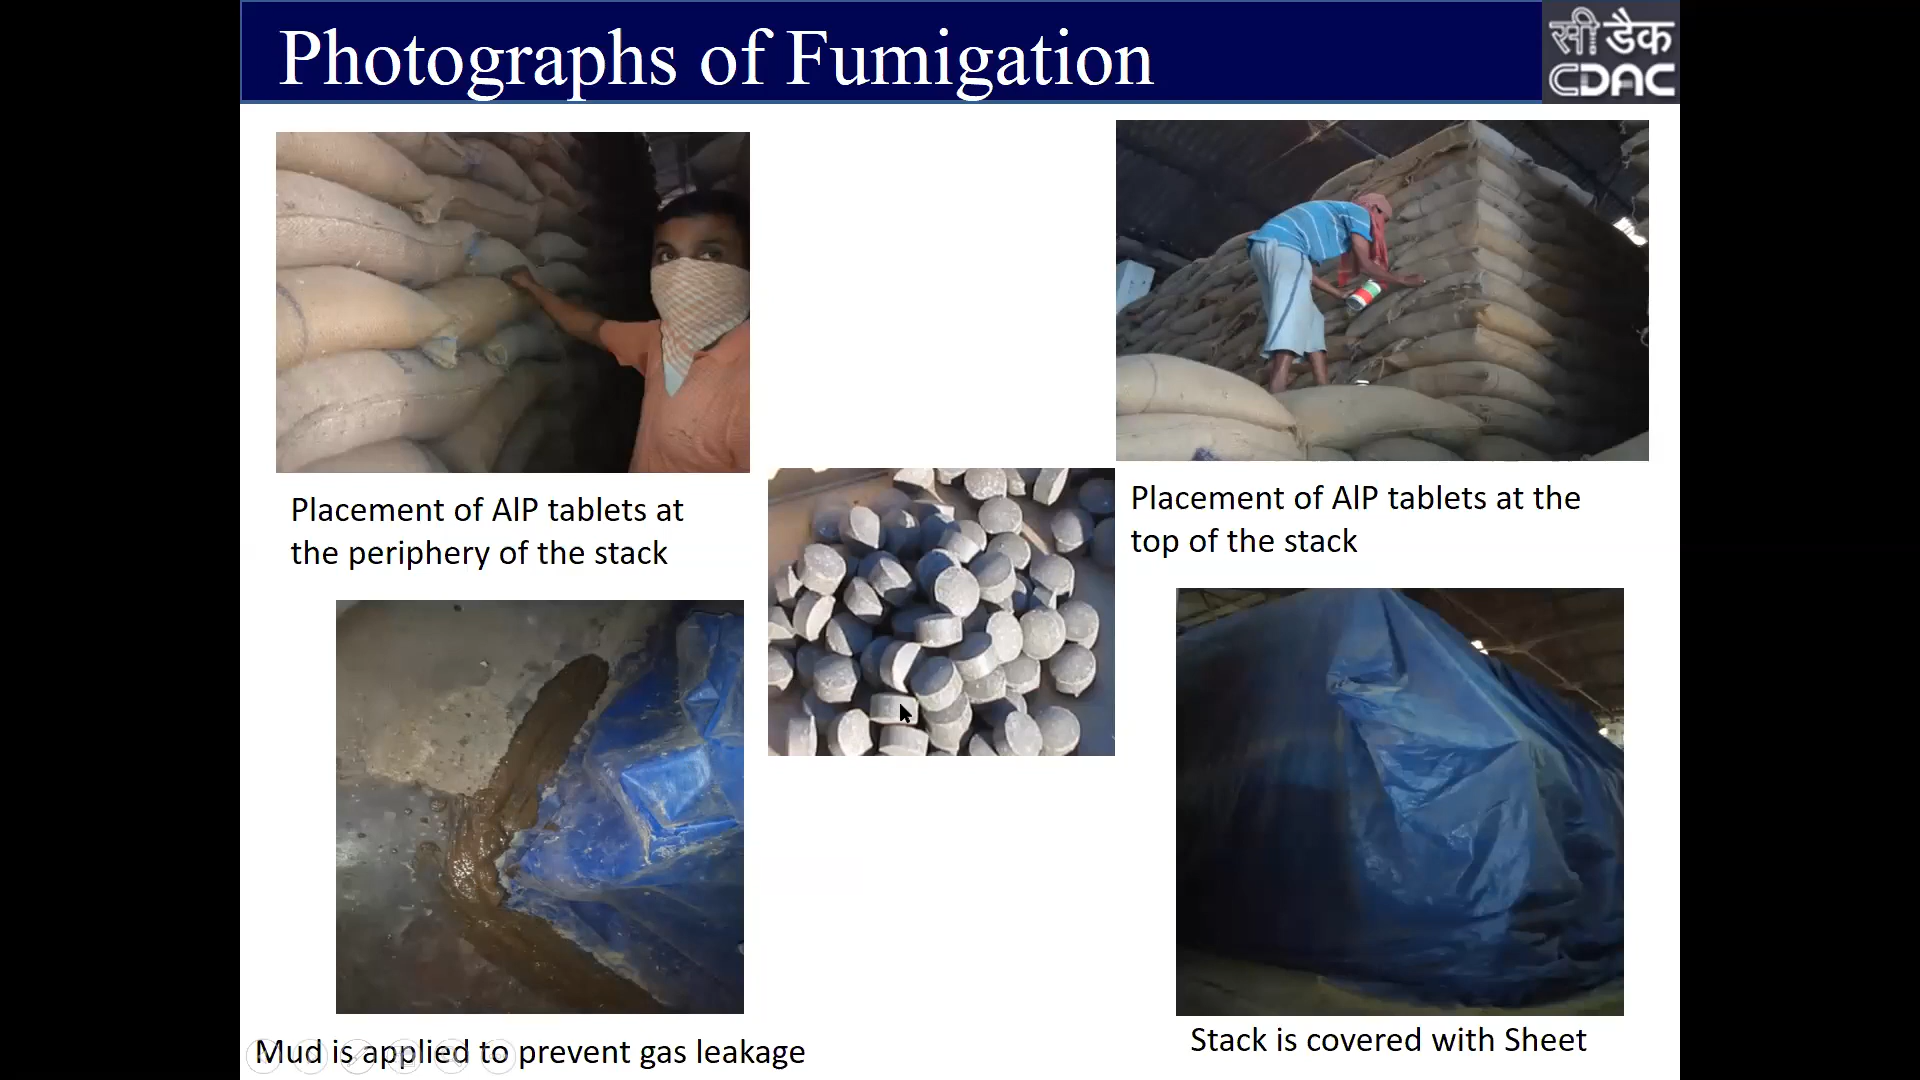 Photographs of Fumigation
सी डैक
CDAC
Placement of AlP tablets at
the periphery of the stack
Placement of AlP tablets at the
top of the stack
Mud is applied to prevent gas leakage
Stack is covered with Sheet